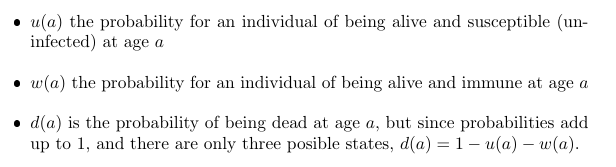 • u(a) the probability for an individual of being alive and susceptible (un-
infected) at age a
• w(a) the probability for an individual of being alive and immune at age a
• d(a) is the probability of being dead at age a, but since probabilities add
up to 1, and there are only three posible states, d(a) = 1 − u(a) − w(a).